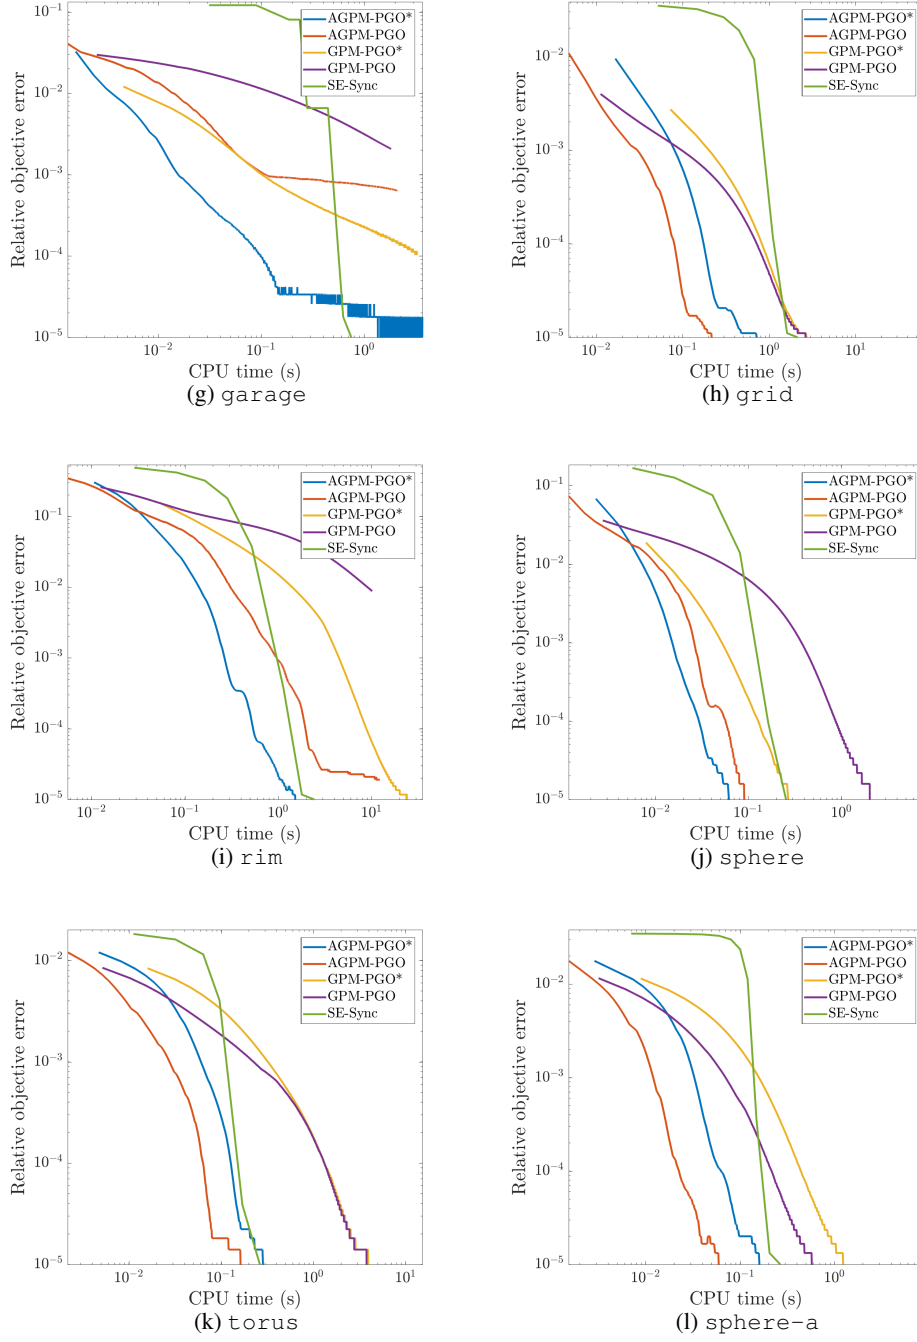 AGPM-PGO*
AGPM-PGO
GPM-PGO*
GPM-PGO
SE-Sync
Relative objective error
10^-1
10^-2
10^-3
10^-4
10^-5
10^-2 10^-1 10^0
CPU time (s)
(g) garage
AGPM-PGO*
AGPM-PGO
GPM-PGO*
GPM-PGO
SE-Sync
Relative objective error
10^-2
10^-3
10^-4
10^-5
10^-2 10^-1 10^0 10^1
CPU time (s)
(h) grid
AGPM-PGO*
AGPM-PGO
GPM-PGO*
GPM-PGO
SE-Sync
Relative objective error
10^-1
10^-2
10^-3
10^-4
10^-5
10^-2 10^-1 10^0 10^1
CPU time (s)
(i) rim
AGPM-PGO*
AGPM-PGO
GPM-PGO*
GPM-PGO
SE-Sync
Relative objective error
10^-1
10^-2
10^-3
10^-4
10^-5
10^-2 10^-1 10^0
CPU time (s)
(j) sphere
AGPM-PGO*
AGPM-PGO
GPM-PGO*
GPM-PGO
SE-Sync
Relative objective error
10^-2
10^-3
10^-4
10^-5
10^-2 10^-1 10^0 10^1
CPU time (s)
(k) torus
AGPM-PGO*
AGPM-PGO
GPM-PGO*
GPM-PGO
SE-Sync
Relative objective error
10^-2
10^-3
10^-4
10^-5
10^-2 10^-1 10^0
CPU time (s)
(l) sphere-a